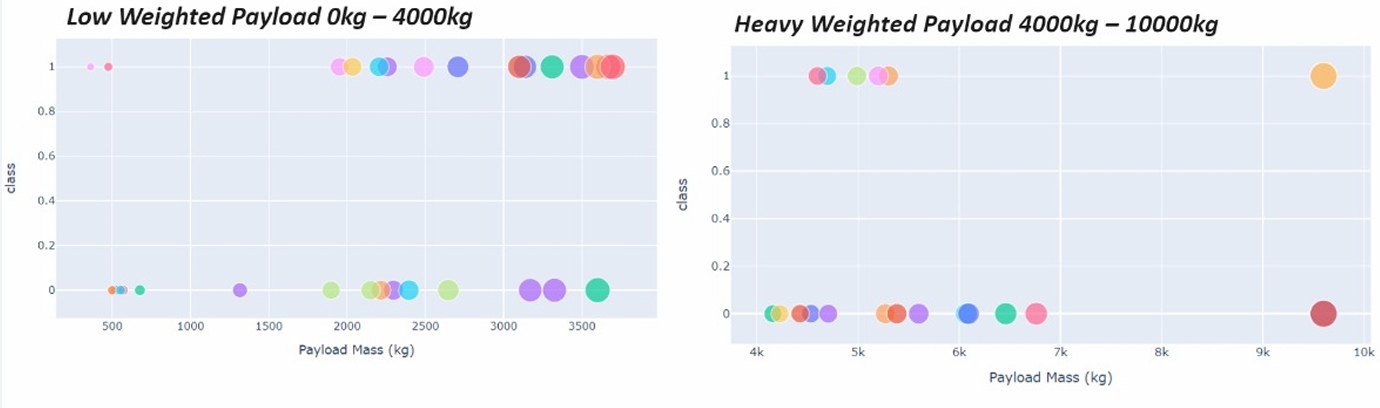 Low Weighted Payload 0kg – 4000kg
1
0.8
0.6
0.4
0.2
0
class
500 1000 1500 2000 2500 3000 3500
Payload Mass (kg)
Heavy Weighted Payload 4000kg – 10000kg
1
0.8
0.6
0.4
0.2
0
class
4k 5k 6k 7k 8k 9k 10k
Payload Mass (kg)